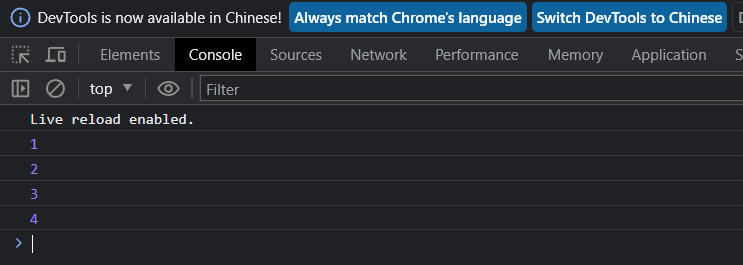 DevTools is now available in Chinese! Always match Chrome's language Switch DevTools to Chinese
Elements Console Sources Network Performance Memory Application
top Filter
Live reload enabled.
1
2
3
4
>